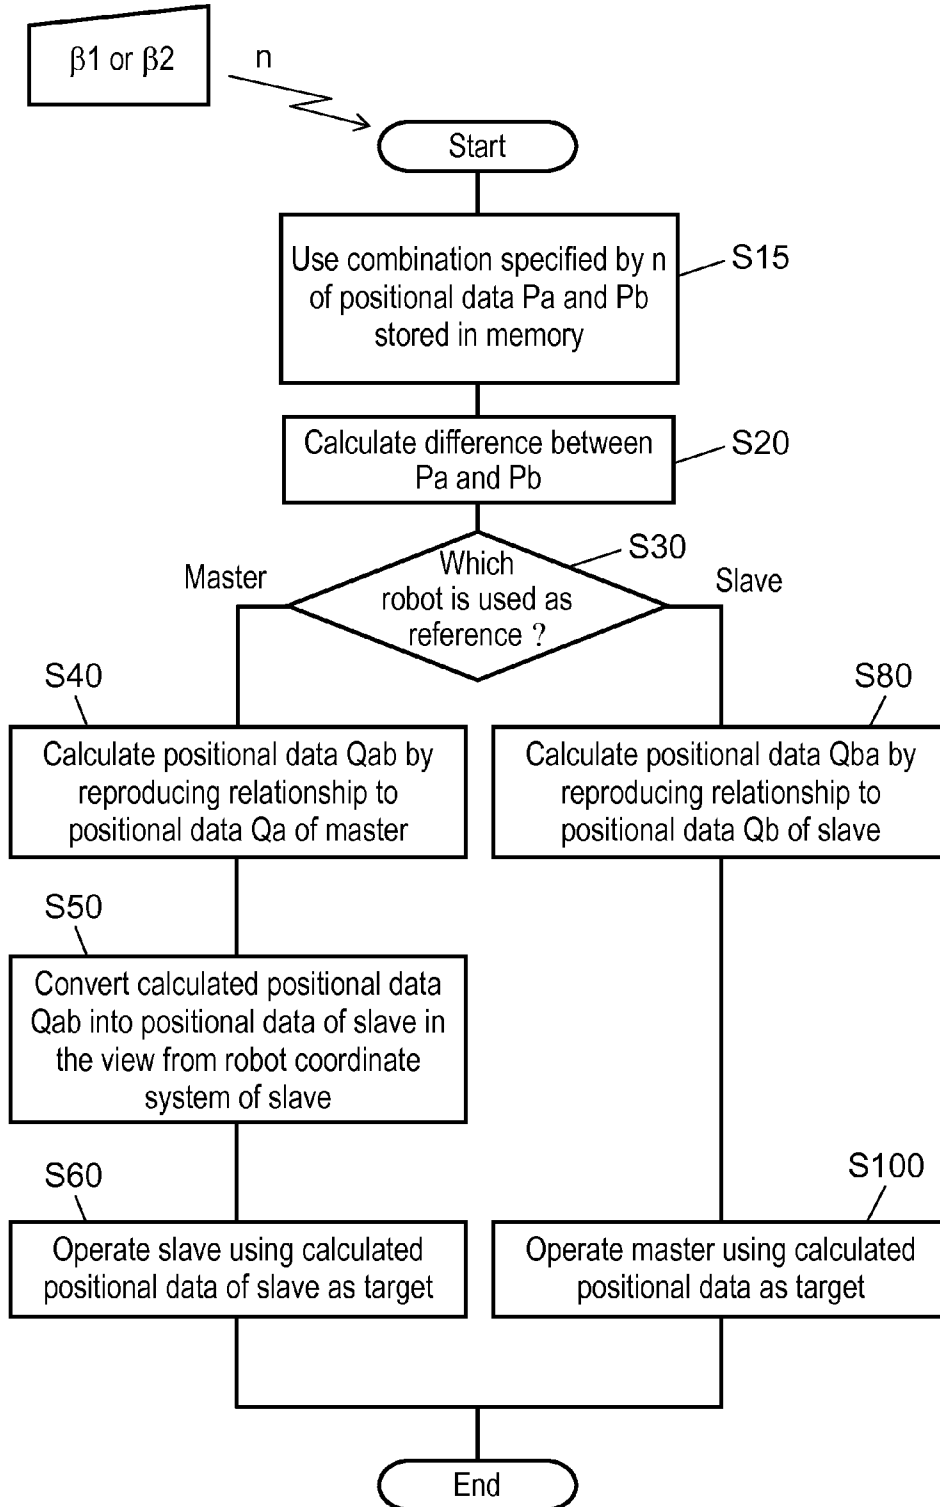 β1 or β2
n
Start
Use combination specified by n
of positional data Pa and Pb
stored in memory
S15
Calculate difference between
Pa and Pb
S20
Which
robot is used as
reference ?
S30
Master
Slave
S40
Calculate positional data Qab by
reproducing relationship to
positional data Qa of master
S80
Calculate positional data Qba by
reproducing relationship to
positional data Qb of slave
S50
Convert calculated positional data
Qab into positional data of slave in
the view from robot coordinate
system of slave
S60
Operate slave using calculated
positional data of slave as target
S100
Operate master using calculated
positional data as target
End